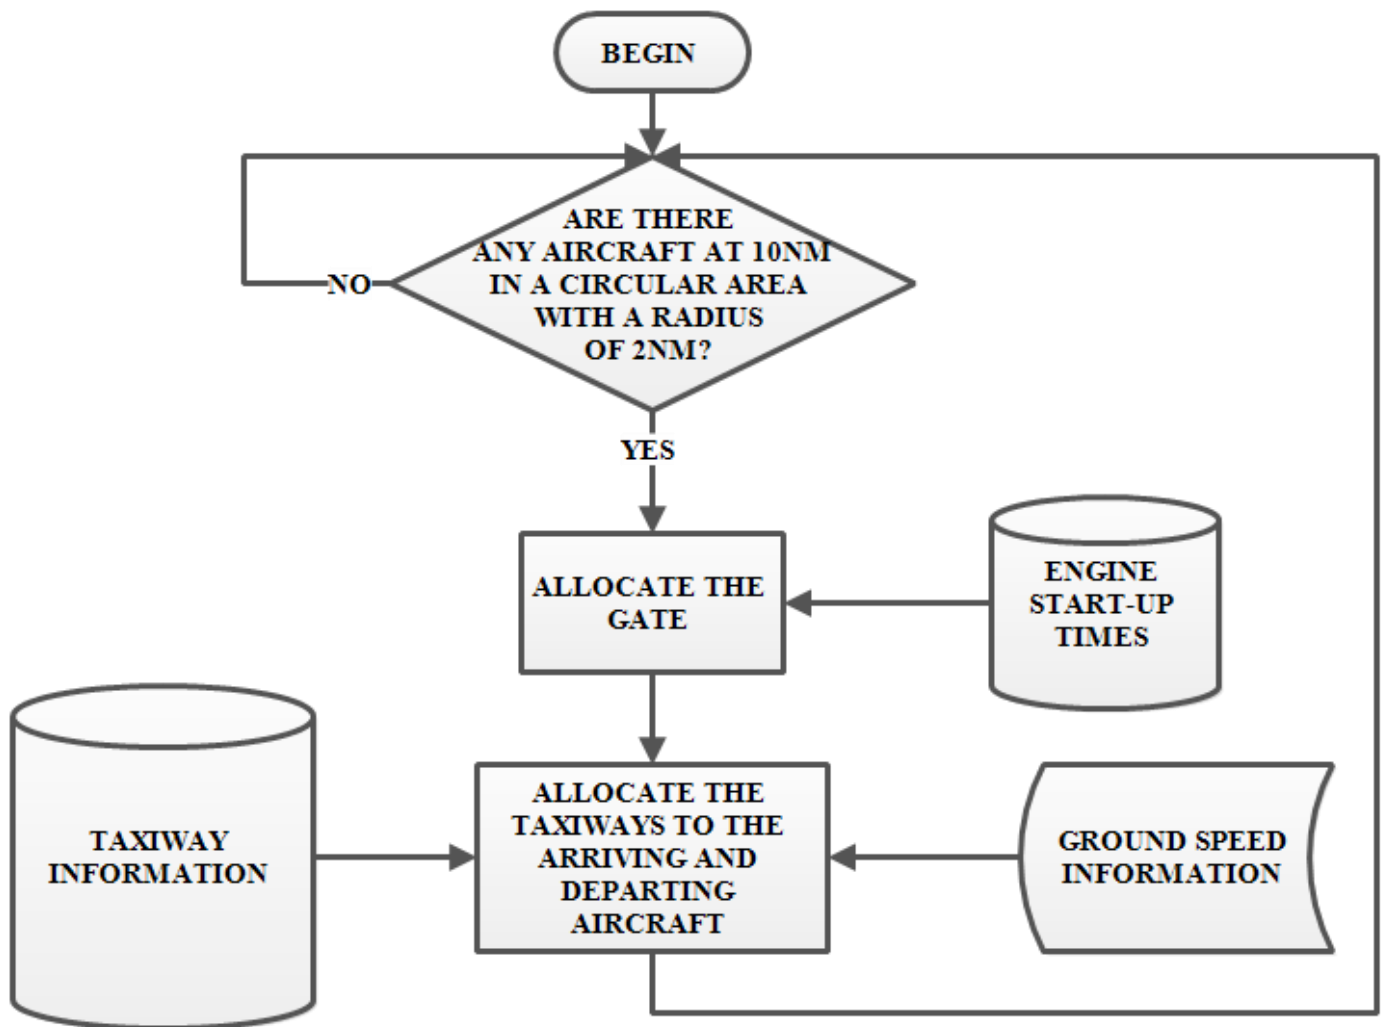 BEGIN
ARE THERE
ANY AIRCRAFT AT 10NM
IN A CIRCULAR AREA
WITH A RADIUS
OF 2NM?
NO
YES
ALLOCATE THE
GATE
ENGINE
START-UP
TIMES
TAXIWAY
INFORMATION
ALLOCATE THE
TAXIWAYS TO THE
ARRIVING AND
DEPARTING
AIRCRAFT
GROUND SPEED
INFORMATION